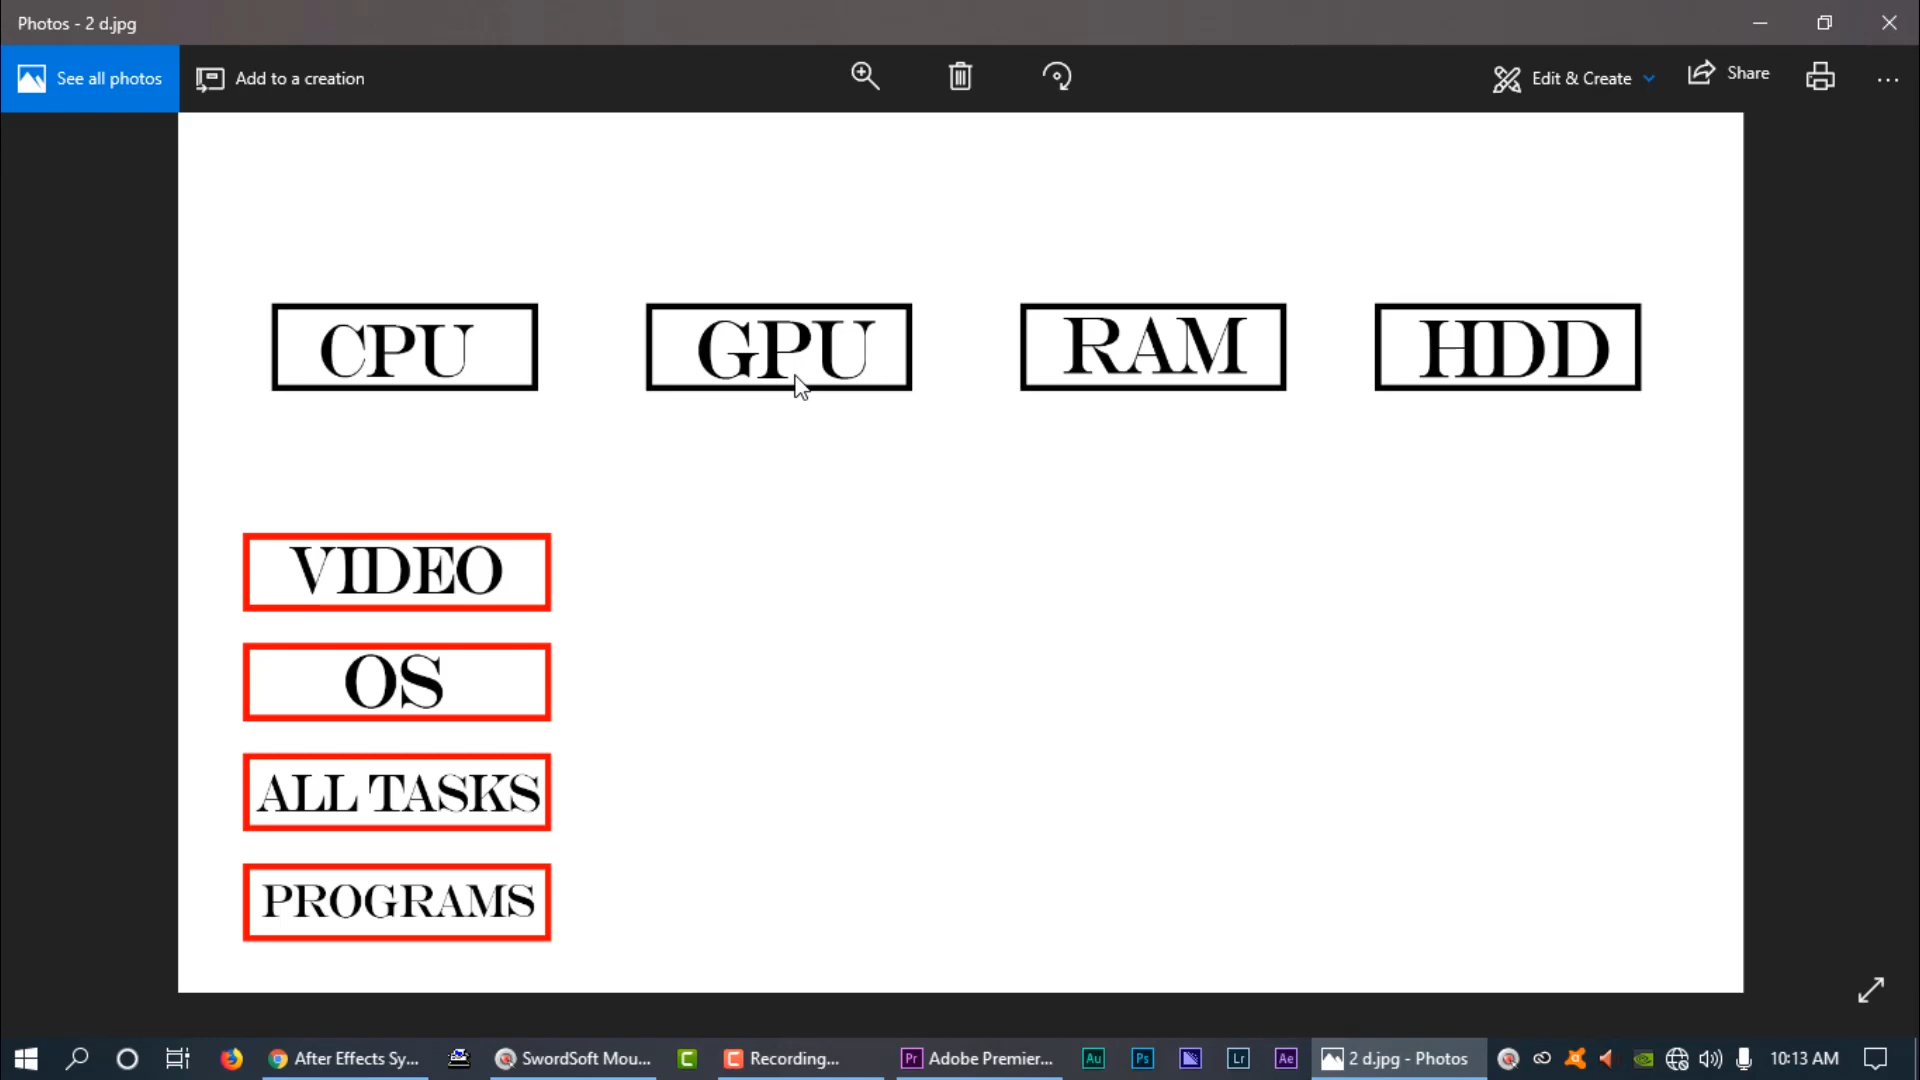 Photos - 2 d.jpg
See all photos
Add to a creation
Edit & Create
Share
CPU
GPU
RAM
HDD
VIDEO
OS
ALL TASKS
PROGRAMS
After Effects Sy...
SwordSoft Mou...
C
C Recording...
Pr Adobe Premier...
Au
Ps
Lr
Ae
2 d.jpg - Photos
10:13 AM